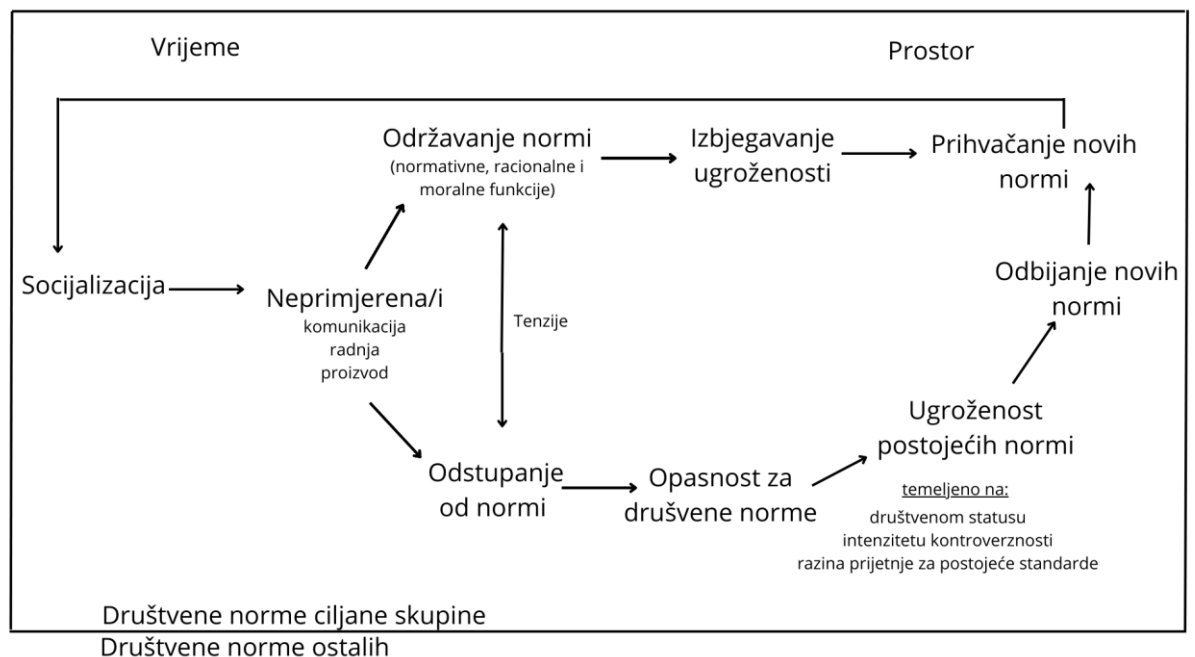 Vrijeme
Prostor
Održavanje normi
(normativne, racionalne i
moralne funkcije)
Izbjegavanje
ugroženosti
Prihvačanje novih
normi
Socijalizacija
Neprimjerena/i
komunikacija
radnja
proizvod
Tenzije
Odbijanje novih
normi
Odstupanje
od normi
Opasnost za
drušvene norme
Ugroženost
postojećih normi
temeljeno na:
društvenom statusu
intenzitetu kontroverznosti
razina prijetnje za postojeće standarde
Društvene norme ciljane skupine
Društvene norme ostalih